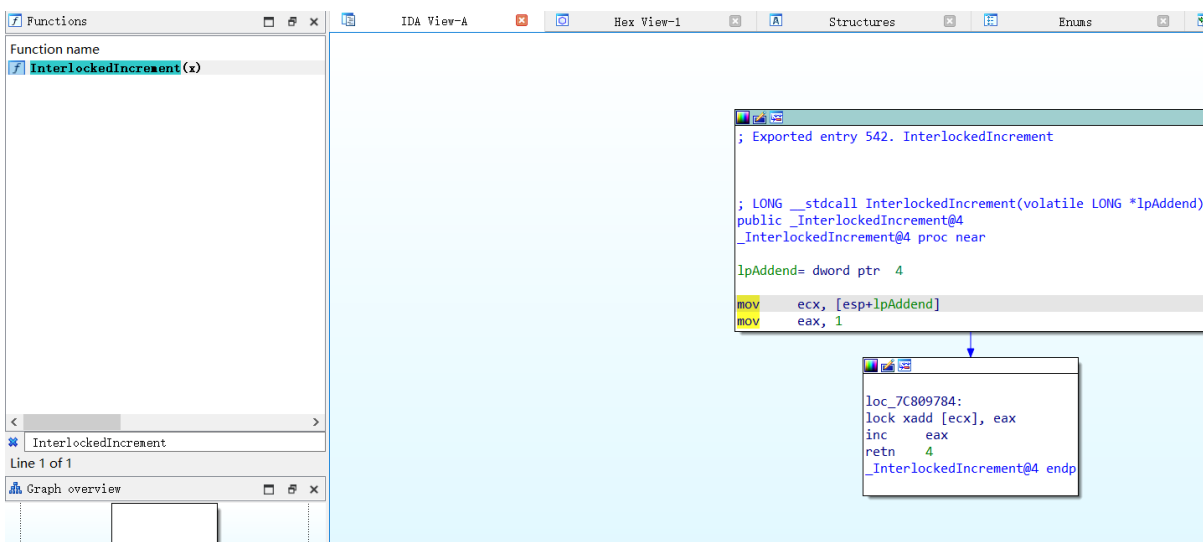 Functions
Function name
InterlockedIncrement(x)
InterlockedIncrement
Line 1 of 1
Graph overview
IDA View-A
Hex View-1
Structures
Enums
; Exported entry 542. InterlockedIncrement
; LONG __stdcall InterlockedIncrement(volatile LONG *lpAddend)
public _InterlockedIncrement@4
_InterlockedIncrement@4 proc near
lpAddend= dword ptr  4
mov     ecx, [esp+lpAddend]
mov     eax, 1
loc_7C809784:
lock xadd [ecx], eax
inc     eax
retn    4
_InterlockedIncrement@4 endp